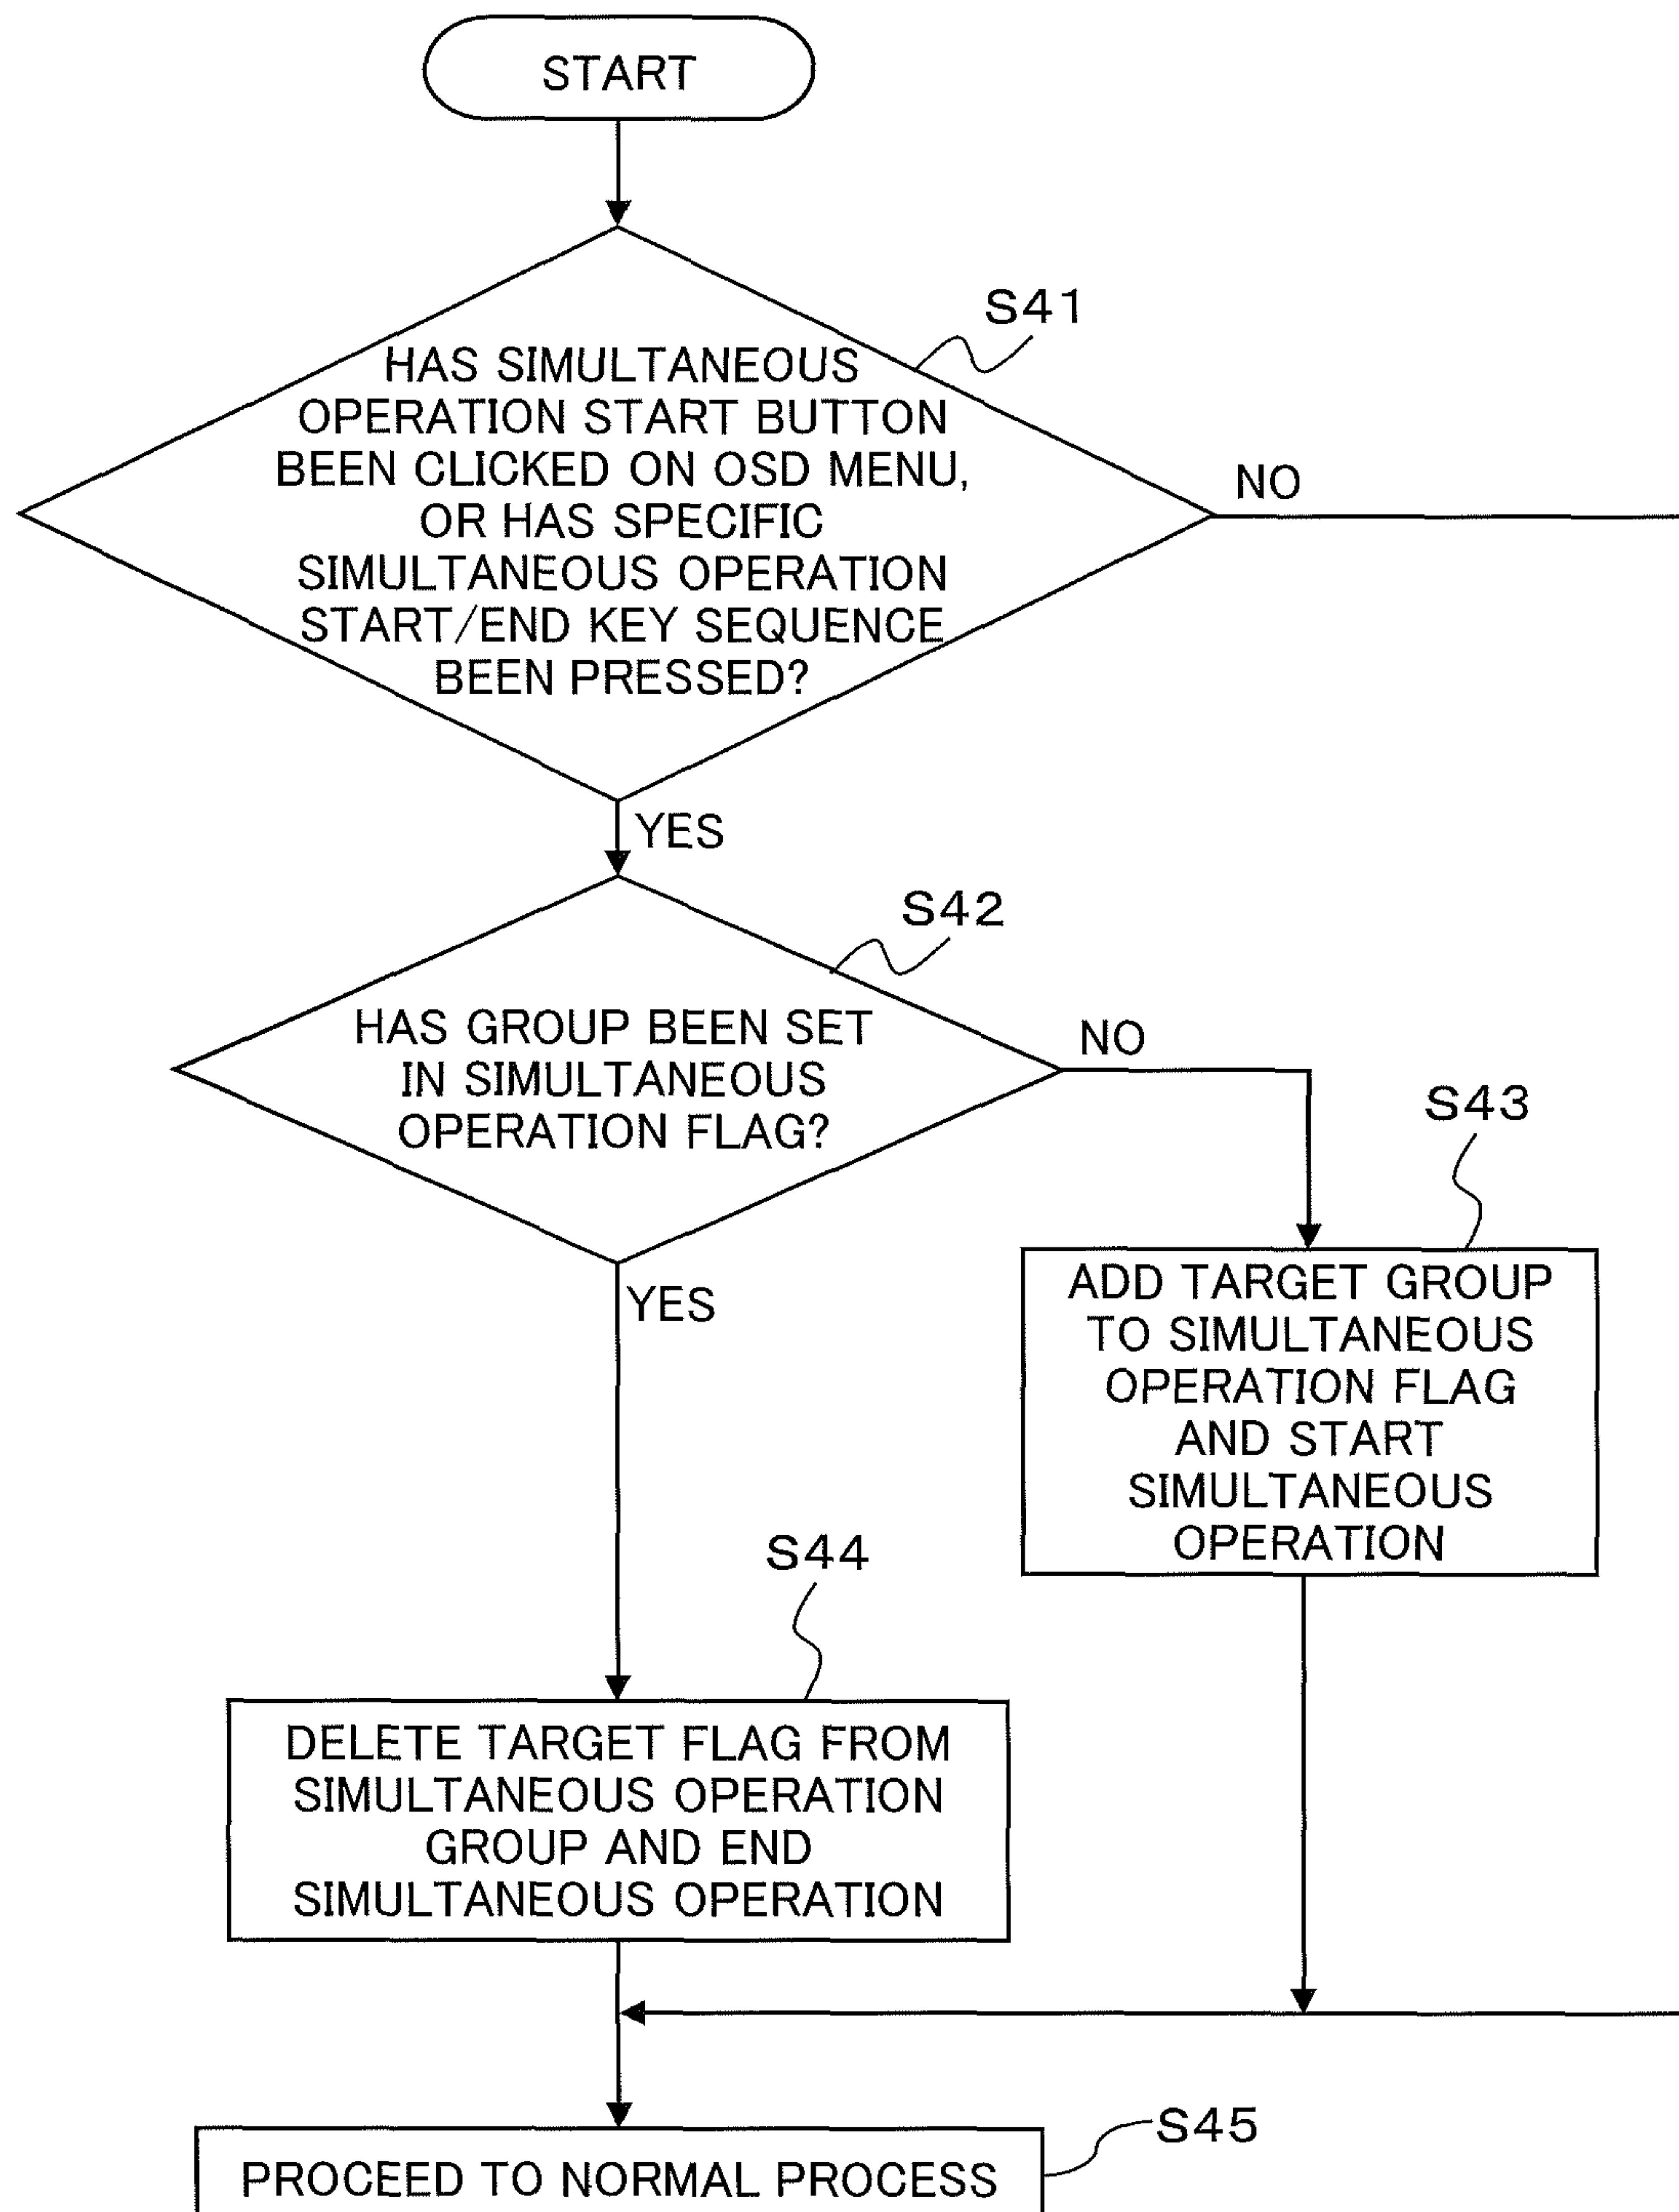 START
S41
HAS SIMULTANEOUS
OPERATION START BUTTON
BEEN CLICKED ON OSD MENU,
OR HAS SPECIFIC
SIMULTANEOUS OPERATION
START/END KEY SEQUENCE
BEEN PRESSED?
NO
YES
S42
HAS GROUP BEEN SET
IN SIMULTANEOUS
OPERATION FLAG?
NO
S43
ADD TARGET GROUP
TO SIMULTANEOUS
OPERATION FLAG
AND START
SIMULTANEOUS
OPERATION
YES
S44
DELETE TARGET FLAG FROM
SIMULTANEOUS OPERATION
GROUP AND END
SIMULTANEOUS OPERATION
S45
PROCEED TO NORMAL PROCESS